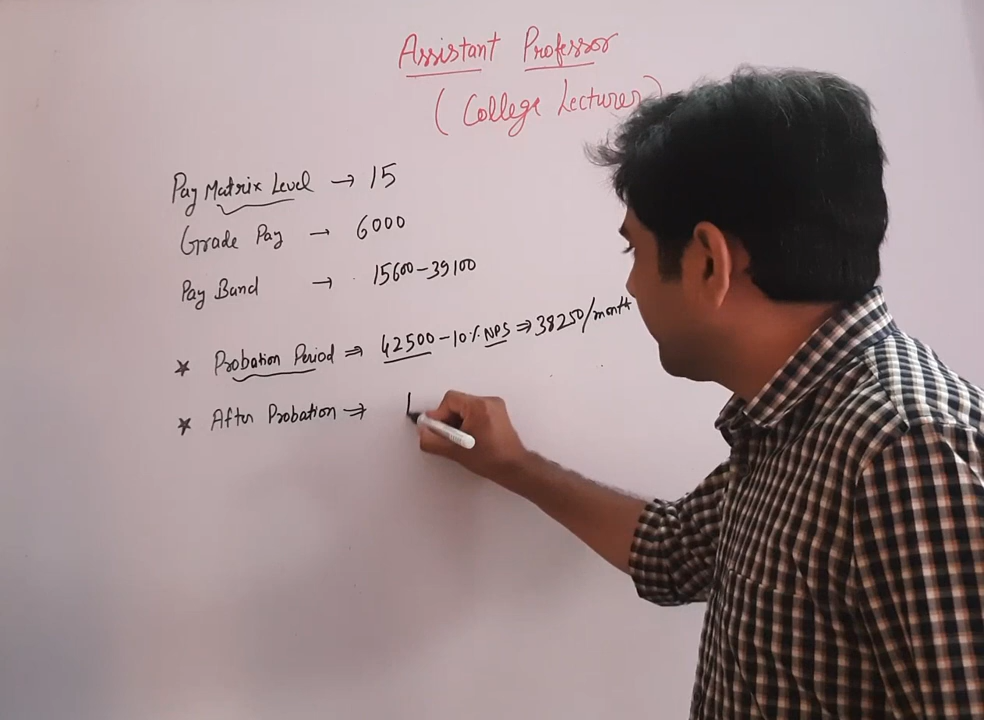 Assistant Professor
(College Lecturer)
Pay Matrix Level → 15
Grade Pay → 6000
Pay Band → 15600-39100
★ Probation Period ⇒ 42500-10% NPS ⇒ 38250/month
★ After Probation ⇒